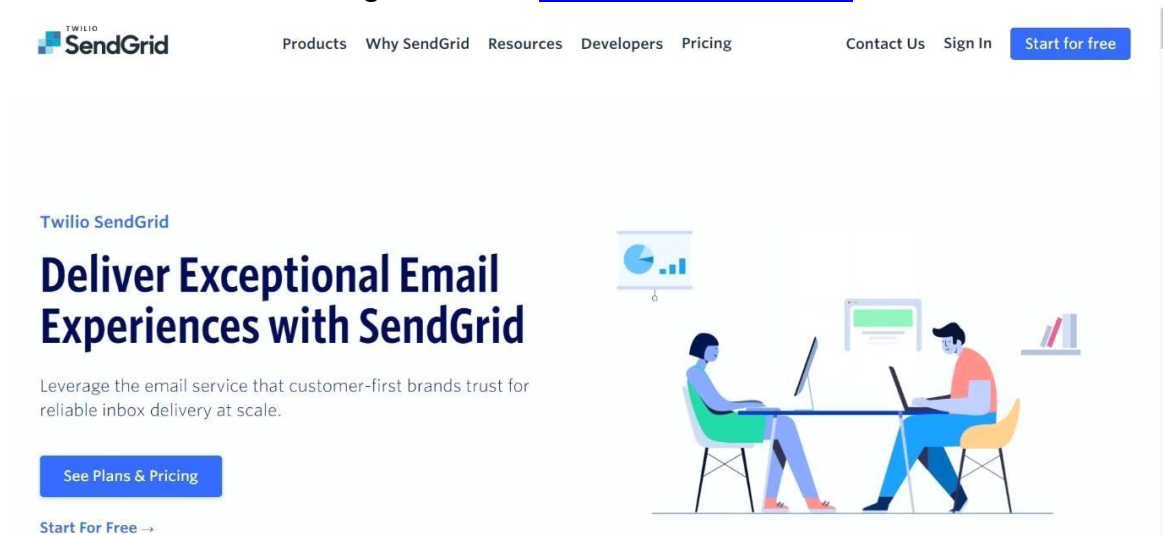 TWILIO
SendGrid
Products Why SendGrid Resources Developers Pricing Contact Us Sign In Start for free
Twilio SendGrid
Deliver Exceptional Email
Experiences with SendGrid
Leverage the email service that customer-first brands trust for
reliable inbox delivery at scale.
See Plans & Pricing
Start For Free →